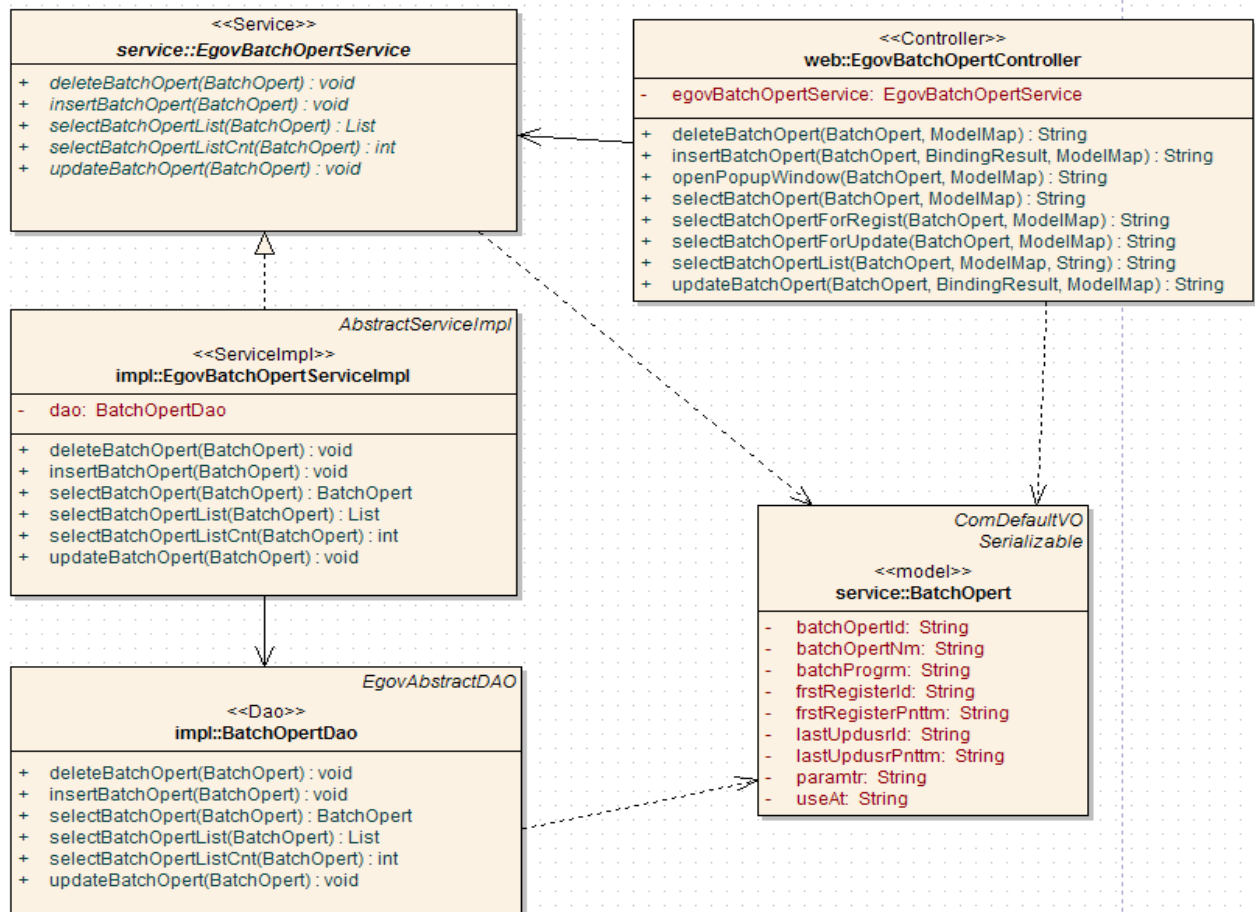 <<Service>>
service::EgovBatchOpertService
+ deleteBatchOpert(BatchOpert) : void
+ insertBatchOpert(BatchOpert) : void
+ selectBatchOpertList(BatchOpert) : List
+ selectBatchOpertListCnt(BatchOpert) : int
+ updateBatchOpert(BatchOpert) : void
<<Controller>>
web::EgovBatchOpertController
- egovBatchOpertService: EgovBatchOpertService
+ deleteBatchOpert(BatchOpert, ModelMap) : String
+ insertBatchOpert(BatchOpert, BindingResult, ModelMap) : String
+ openPopupWindow(BatchOpert, ModelMap) : String
+ selectBatchOpert(BatchOpert, ModelMap) : String
+ selectBatchOpertForRegist(BatchOpert, ModelMap) : String
+ selectBatchOpertForUpdate(BatchOpert, ModelMap) : String
+ selectBatchOpertList(BatchOpert, ModelMap, String) : String
+ updateBatchOpert(BatchOpert, BindingResult, ModelMap) : String
AbstractServiceImpl
<<ServiceImpl>>
impl::EgovBatchOpertServiceImpl
- dao: BatchOpertDao
+ deleteBatchOpert(BatchOpert) : void
+ insertBatchOpert(BatchOpert) : void
+ selectBatchOpert(BatchOpert) : BatchOpert
+ selectBatchOpertList(BatchOpert) : List
+ selectBatchOpertListCnt(BatchOpert) : int
+ updateBatchOpert(BatchOpert) : void
ComDefaultVO
Serializable
<<model>>
service::BatchOpert
- batchOpertId: String
- batchOpertNm: String
- batchProgrm: String
- frstRegisterId: String
- frstRegisterPnttm: String
- lastUpdusrId: String
- lastUpdusrPnttm: String
- paramtr: String
- useAt: String
EgovAbstractDAO
<<Dao>>
impl::BatchOpertDao
+ deleteBatchOpert(BatchOpert) : void
+ insertBatchOpert(BatchOpert) : void
+ selectBatchOpert(BatchOpert) : BatchOpert
+ selectBatchOpertList(BatchOpert) : List
+ selectBatchOpertListCnt(BatchOpert) : int
+ updateBatchOpert(BatchOpert) : void